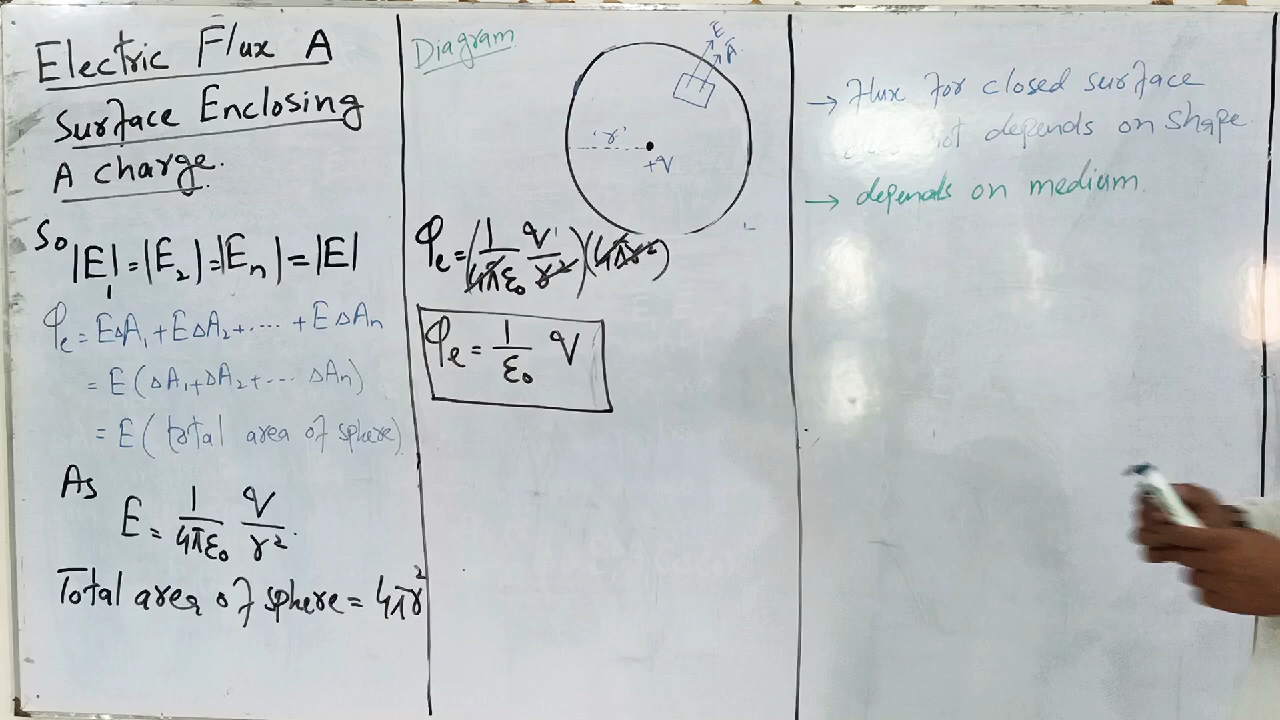 Electric Flux A
Surface Enclosing
A charge.
So |E₁| = |E₂| = |Eₙ| = |E|
φₑ = EΔA₁ + EΔA₂ + .... + EΔAₙ
= E (ΔA₁ + ΔA₂ + ... ΔAₙ)
= E ( total area of sphere)
As
E = 1/4πε₀ q/r²
Total area of sphere = 4πr²
Diagram
E
A
'r'
+q
φₑ = (1/4πε₀ q/r²)(4πr²)
φₑ = 1/ε₀ q
→ Flux for closed surface
not depends on shape
→ depends on medium.